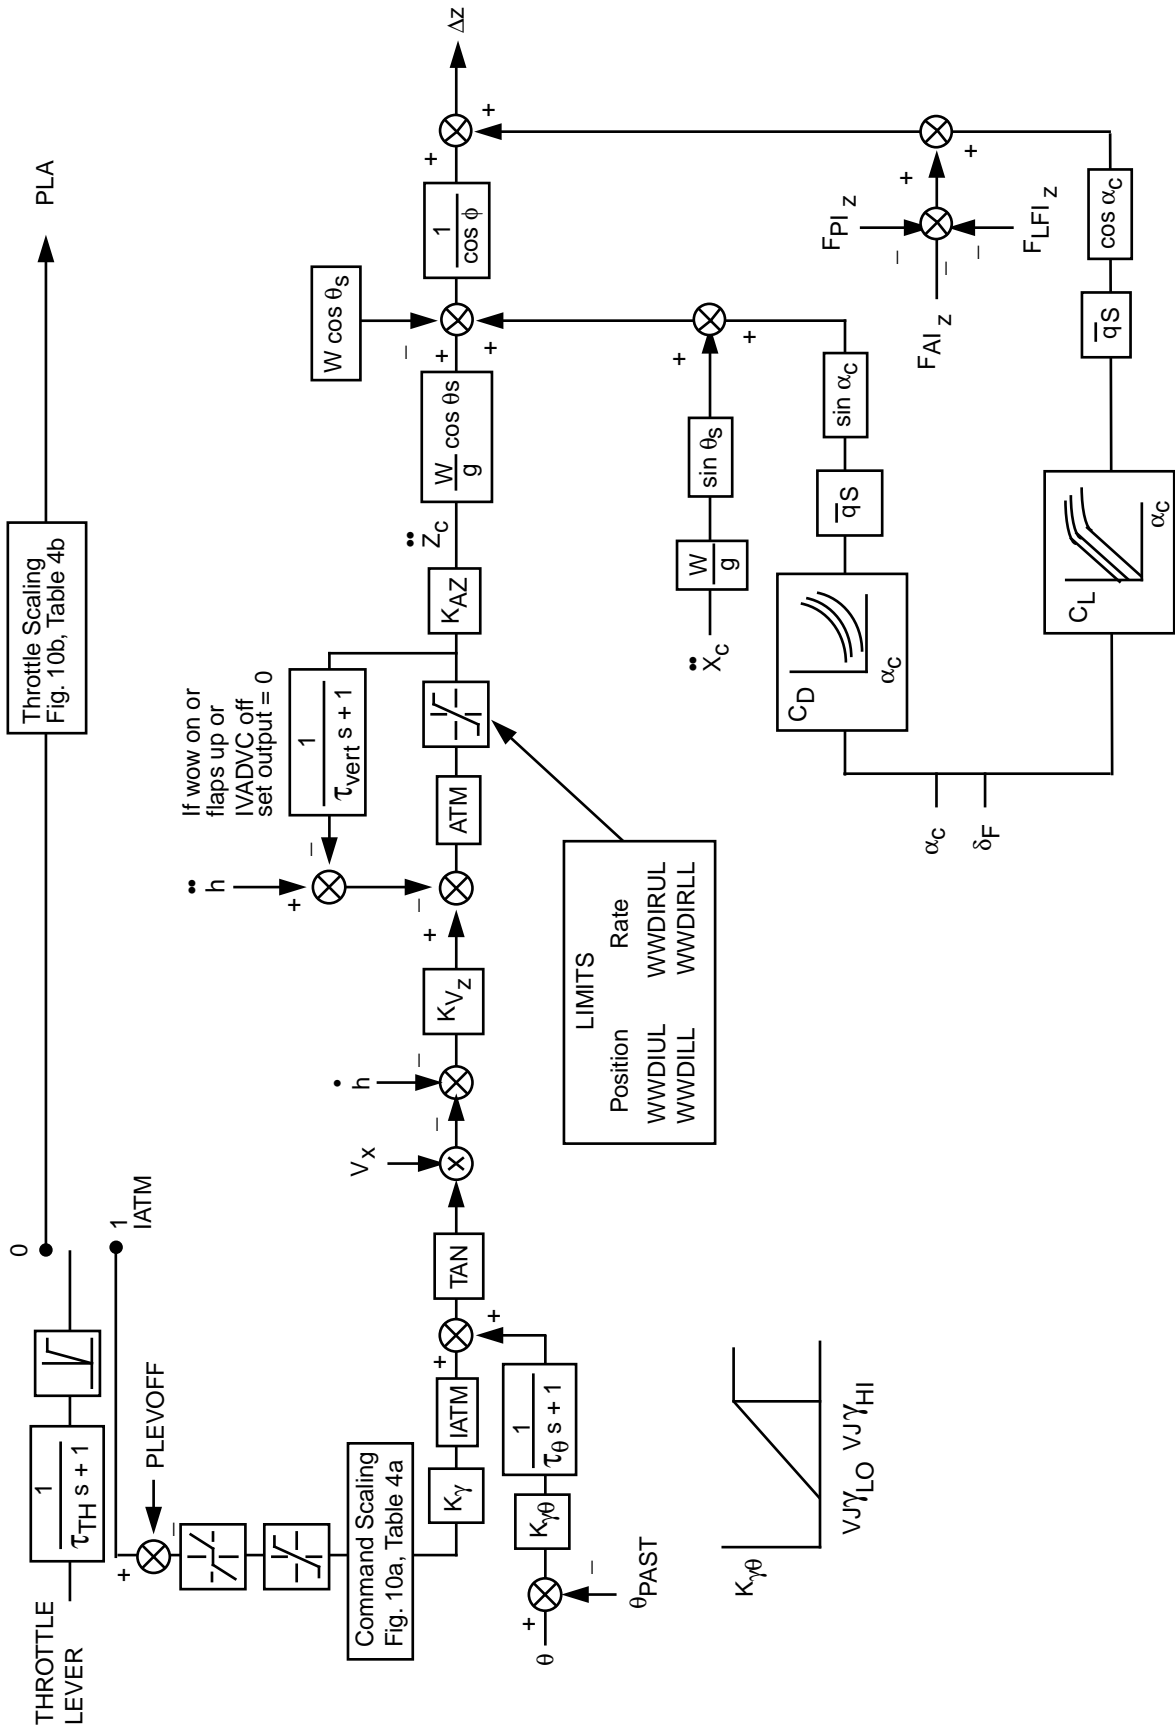 THROTTLE
LEVER
1
τTH s + 1
0
Throttle Scaling
Fig. 10b, Table 4b
PLA
1
IATM
PLEVOFF
+
−
Command Scaling
Fig. 10a, Table 4a
Kγ
IATM
+
+
TAN
Vx
−
ḣ
−
KVz
+
−
ḧ
+
−
If wow on or
flaps up or
IVADVC off
set output = 0
1
τvert s + 1
ATM
KAZ
Z̈c
W
g
cos θs
W cos θs
−
+
+
1
cos ϕ
+
+
Δz
θ
+
−
θPAST
Kγθ
1
τθ s + 1
LIMITS
Position Rate
WWDIUL WWDIRUL
WWDILL WWDIRLL
Ẍc
W
g
sin θs
+
+
CD
αc
q̅S
sin αc
FPI z
−
FAI z
−
FLFI z
−
+
+
αc
δF
CL
αc
q̅S
cos αc
Kγθ
VJγLO VJγHI